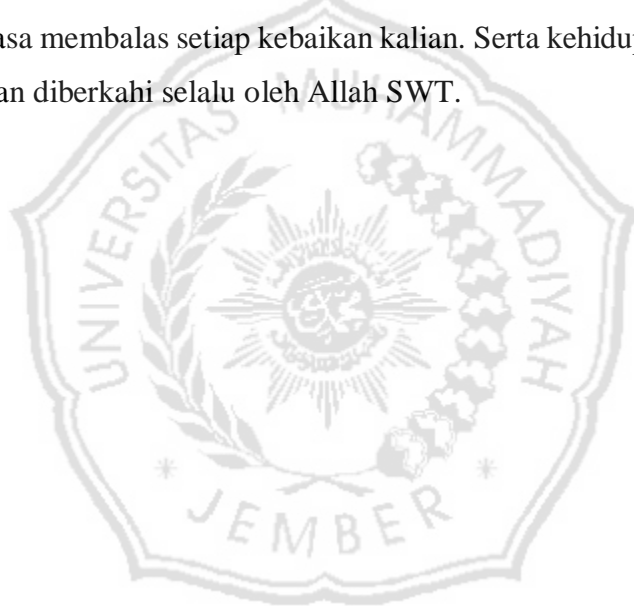 asa membalas setiap kebaikan kalian. Serta kehidup
an diberkahi selalu oleh Allah SWT.
UNIVERSITAS MUHAMMADIYAH
JEMBER